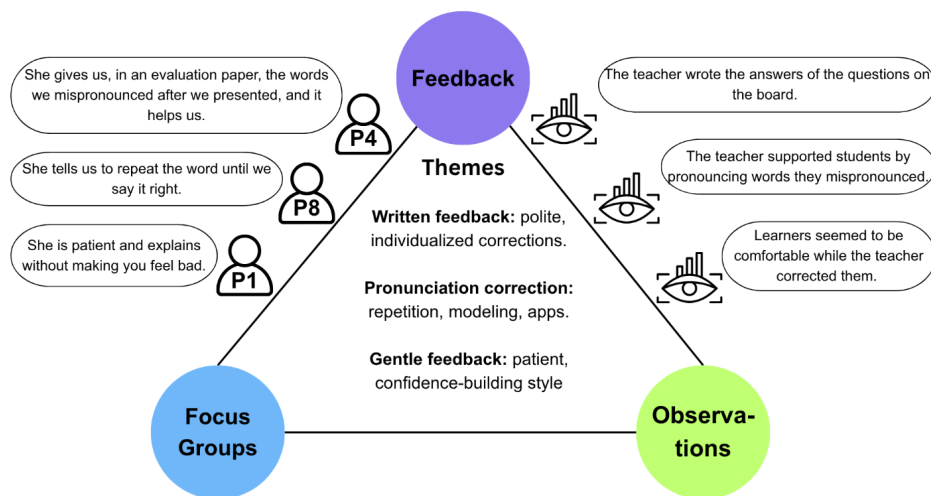 Feedback
She gives us, in an evaluation paper, the words
we mispronounced after we presented, and it
helps us.
P4
She tells us to repeat the word until we
say it right.
P8
She is patient and explains
without making you feel bad.
P1
The teacher wrote the answers of the questions on
the board.
The teacher supported students by
pronouncing words they mispronounced.
Learners seemed to be
comfortable while the teacher
corrected them.
Themes
Written feedback: polite,
individualized corrections.
Pronunciation correction:
repetition, modeling, apps.
Gentle feedback: patient,
confidence-building style
Focus
Groups
Observa-
tions